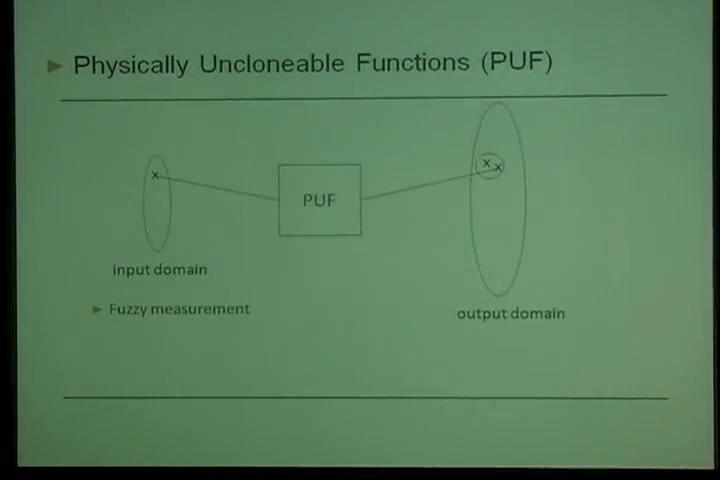 Physically Uncloneable Functions (PUF)
x
x
x
PUF
input domain
Fuzzy measurement
output domain